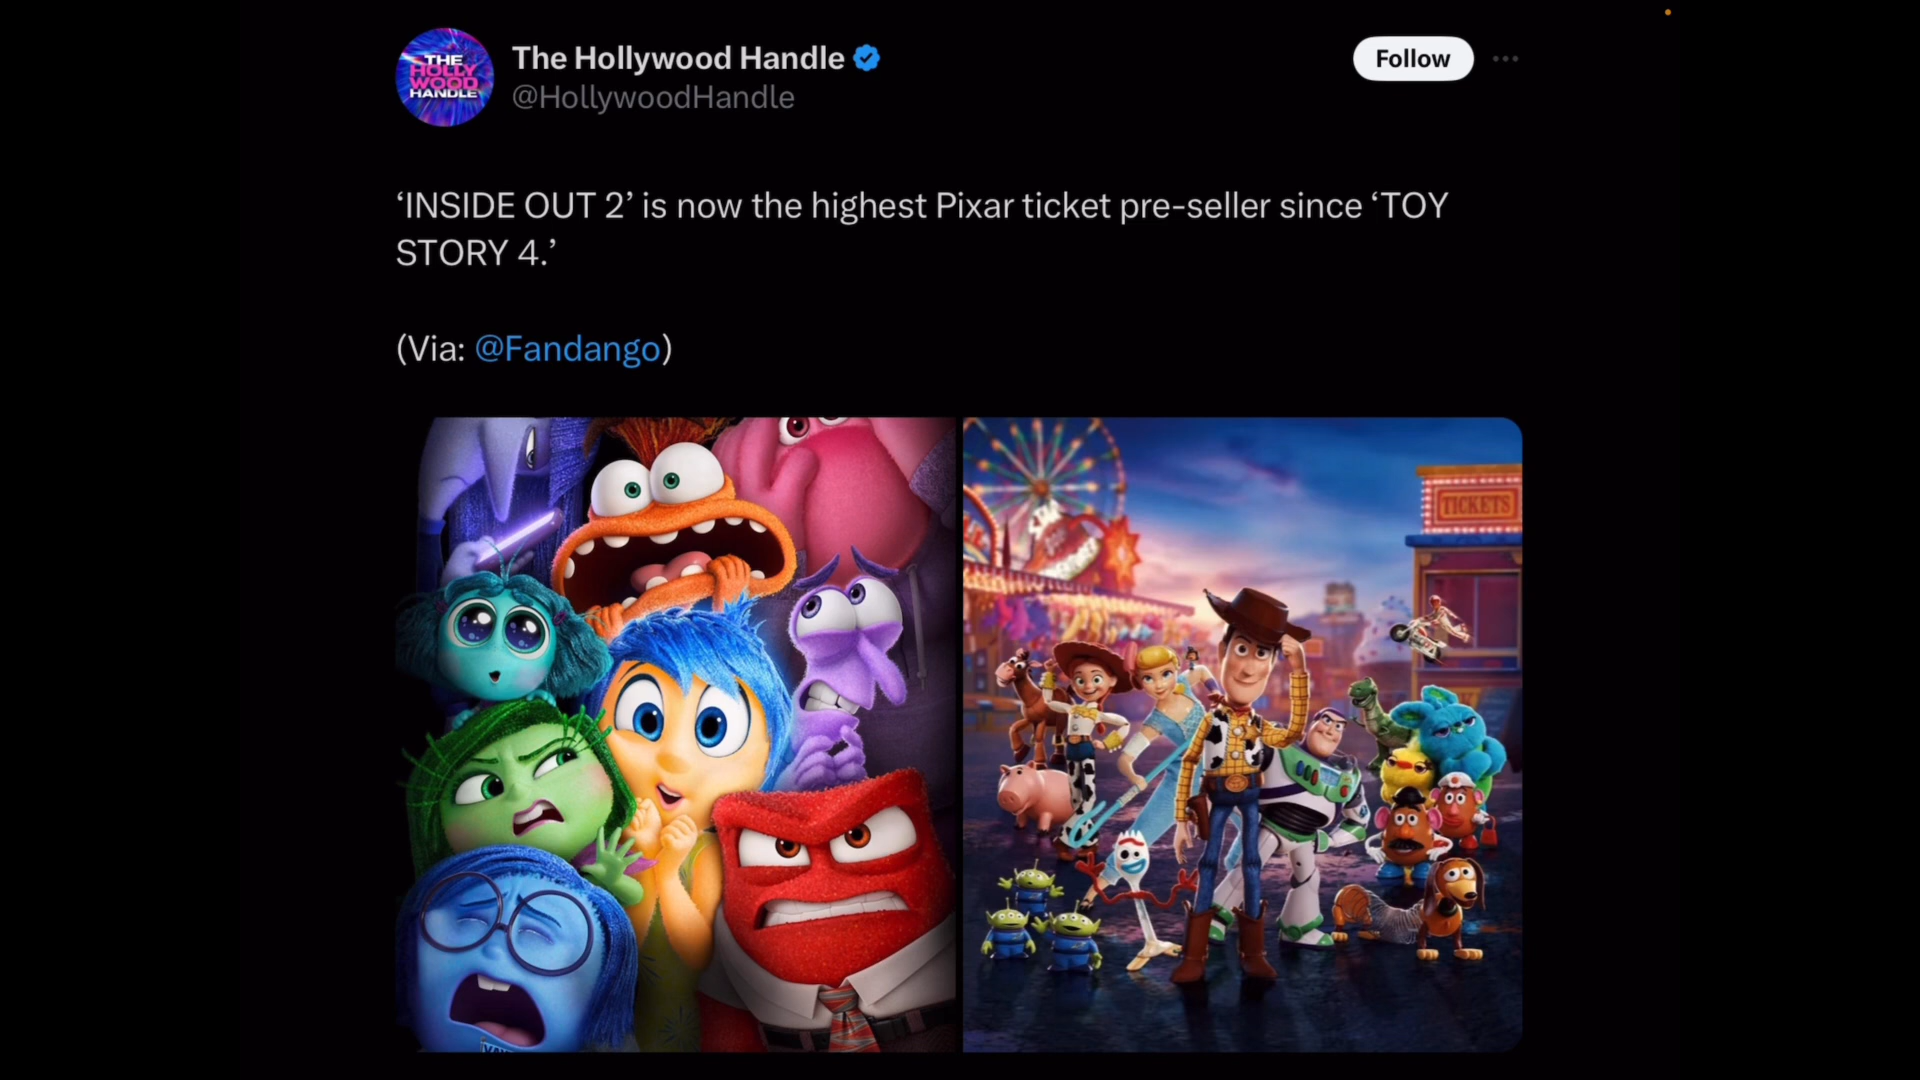 THE
HOLLY
WOOD
HANDLE
The Hollywood Handle
@HollywoodHandle
Follow
‘INSIDE OUT 2’ is now the highest Pixar ticket pre-seller since ‘TOY
STORY 4.’
(Via: @Fandango)
TICKETS